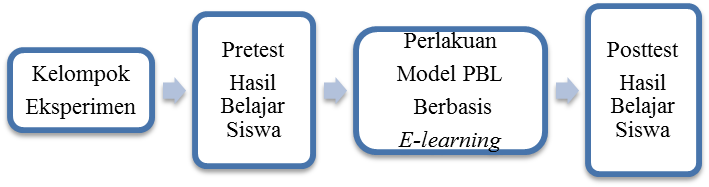 Kelompok
Eksperimen
Pretest
Hasil
Belajar
Siswa
Perlakuan
Model PBL
Berbasis
E-learning
Posttest
Hasil
Belajar
Siswa